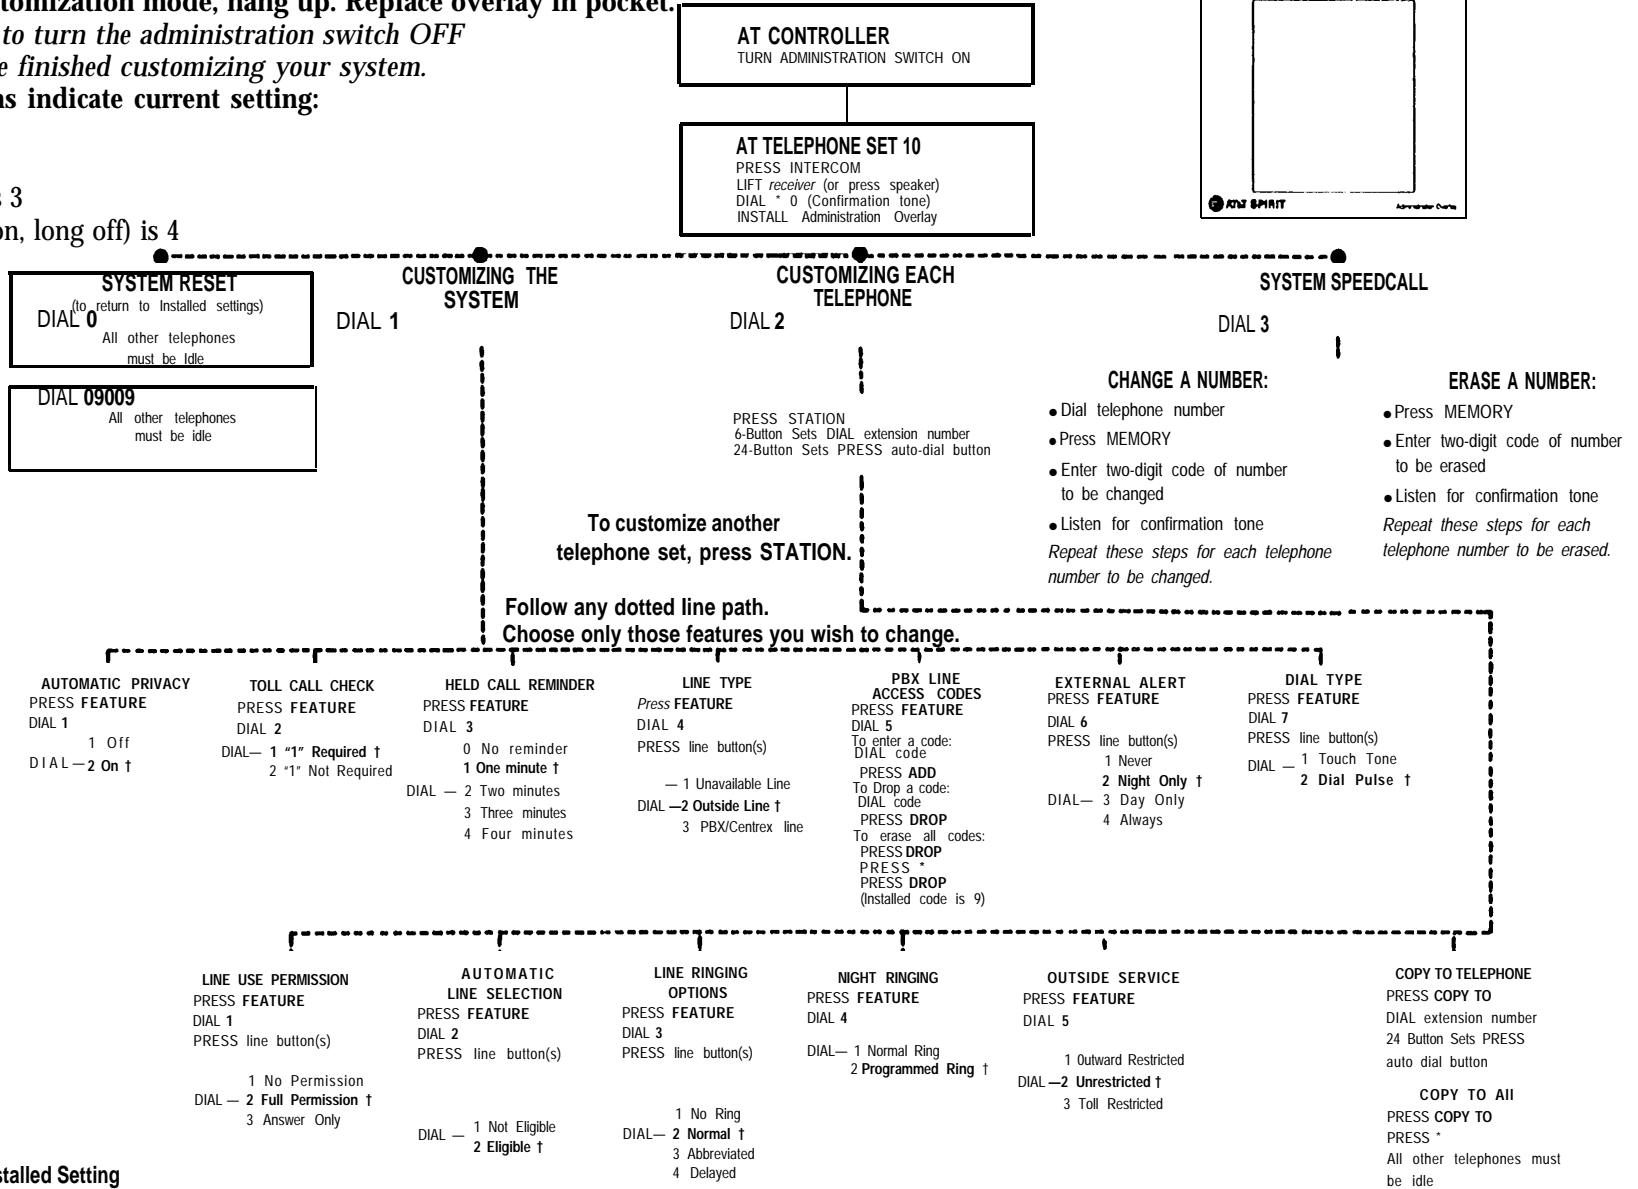 tomization mode, hang up. Replace overlay in pocket.
to turn the administration switch OFF
e finished customizing your system.
ns indicate current setting:
s 3
on, long off) is 4
AT CONTROLLER
TURN ADMINISTRATION SWITCH ON
AT TELEPHONE SET 10
PRESS INTERCOM
LIFT receiver (or press speaker)
DIAL * 0 (Confirmation tone)
INSTALL Administration Overlay
AT&T SPIRIT
SYSTEM RESET
(to return to Installed settings)
DIAL 0
All other telephones
must be Idle
DIAL 09009
All other telephones
must be idle
CUSTOMIZING THE
SYSTEM
DIAL 1
CUSTOMIZING EACH
TELEPHONE
DIAL 2
PRESS STATION
6-Button Sets DIAL extension number
24-Button Sets PRESS auto-dial button
To customize another
telephone set, press STATION.
SYSTEM SPEEDCALL
DIAL 3
CHANGE A NUMBER:
● Dial telephone number
● Press MEMORY
● Enter two-digit code of number
to be changed
● Listen for confirmation tone
Repeat these steps for each telephone
number to be changed.
ERASE A NUMBER:
● Press MEMORY
● Enter two-digit code of number
to be erased
● Listen for confirmation tone
Repeat these steps for each
telephone number to be erased.
Follow any dotted line path.
Choose only those features you wish to change.
AUTOMATIC PRIVACY
PRESS FEATURE
DIAL 1
1 Off
DIAL — 2 On †
TOLL CALL CHECK
PRESS FEATURE
DIAL 2
DIAL — 1 "1" Required †
2 "1" Not Required
HELD CALL REMINDER
PRESS FEATURE
DIAL 3
0 No reminder
1 One minute †
DIAL — 2 Two minutes
3 Three minutes
4 Four minutes
LINE TYPE
Press FEATURE
DIAL 4
PRESS line button(s)
— 1 Unavailable Line
DIAL — 2 Outside Line †
3 PBX/Centrex line
PBX LINE
ACCESS CODES
PRESS FEATURE
DIAL 5
To enter a code:
DIAL code
PRESS ADD
To Drop a code:
DIAL code
PRESS DROP
To erase all codes:
PRESS DROP
PRESS *
PRESS DROP
(Installed code is 9)
EXTERNAL ALERT
PRESS FEATURE
DIAL 6
PRESS line button(s)
1 Never
2 Night Only †
DIAL — 3 Day Only
4 Always
DIAL TYPE
PRESS FEATURE
DIAL 7
PRESS line button(s)
DIAL — 1 Touch Tone
2 Dial Pulse †
LINE USE PERMISSION
PRESS FEATURE
DIAL 1
PRESS line button(s)
1 No Permission
DIAL — 2 Full Permission †
3 Answer Only
AUTOMATIC
LINE SELECTION
PRESS FEATURE
DIAL 2
PRESS line button(s)
DIAL — 1 Not Eligible
2 Eligible †
LINE RINGING
OPTIONS
PRESS FEATURE
DIAL 3
PRESS line button(s)
1 No Ring
DIAL — 2 Normal †
3 Abbreviated
4 Delayed
NIGHT RINGING
PRESS FEATURE
DIAL 4
DIAL — 1 Normal Ring
2 Programmed Ring †
OUTSIDE SERVICE
PRESS FEATURE
DIAL 5
1 Outward Restricted
DIAL — 2 Unrestricted †
3 Toll Restricted
COPY TO TELEPHONE
PRESS COPY TO
DIAL extension number
24 Button Sets PRESS
auto dial button
COPY TO All
PRESS COPY TO
PRESS *
All other telephones must
be idle
stalled Setting